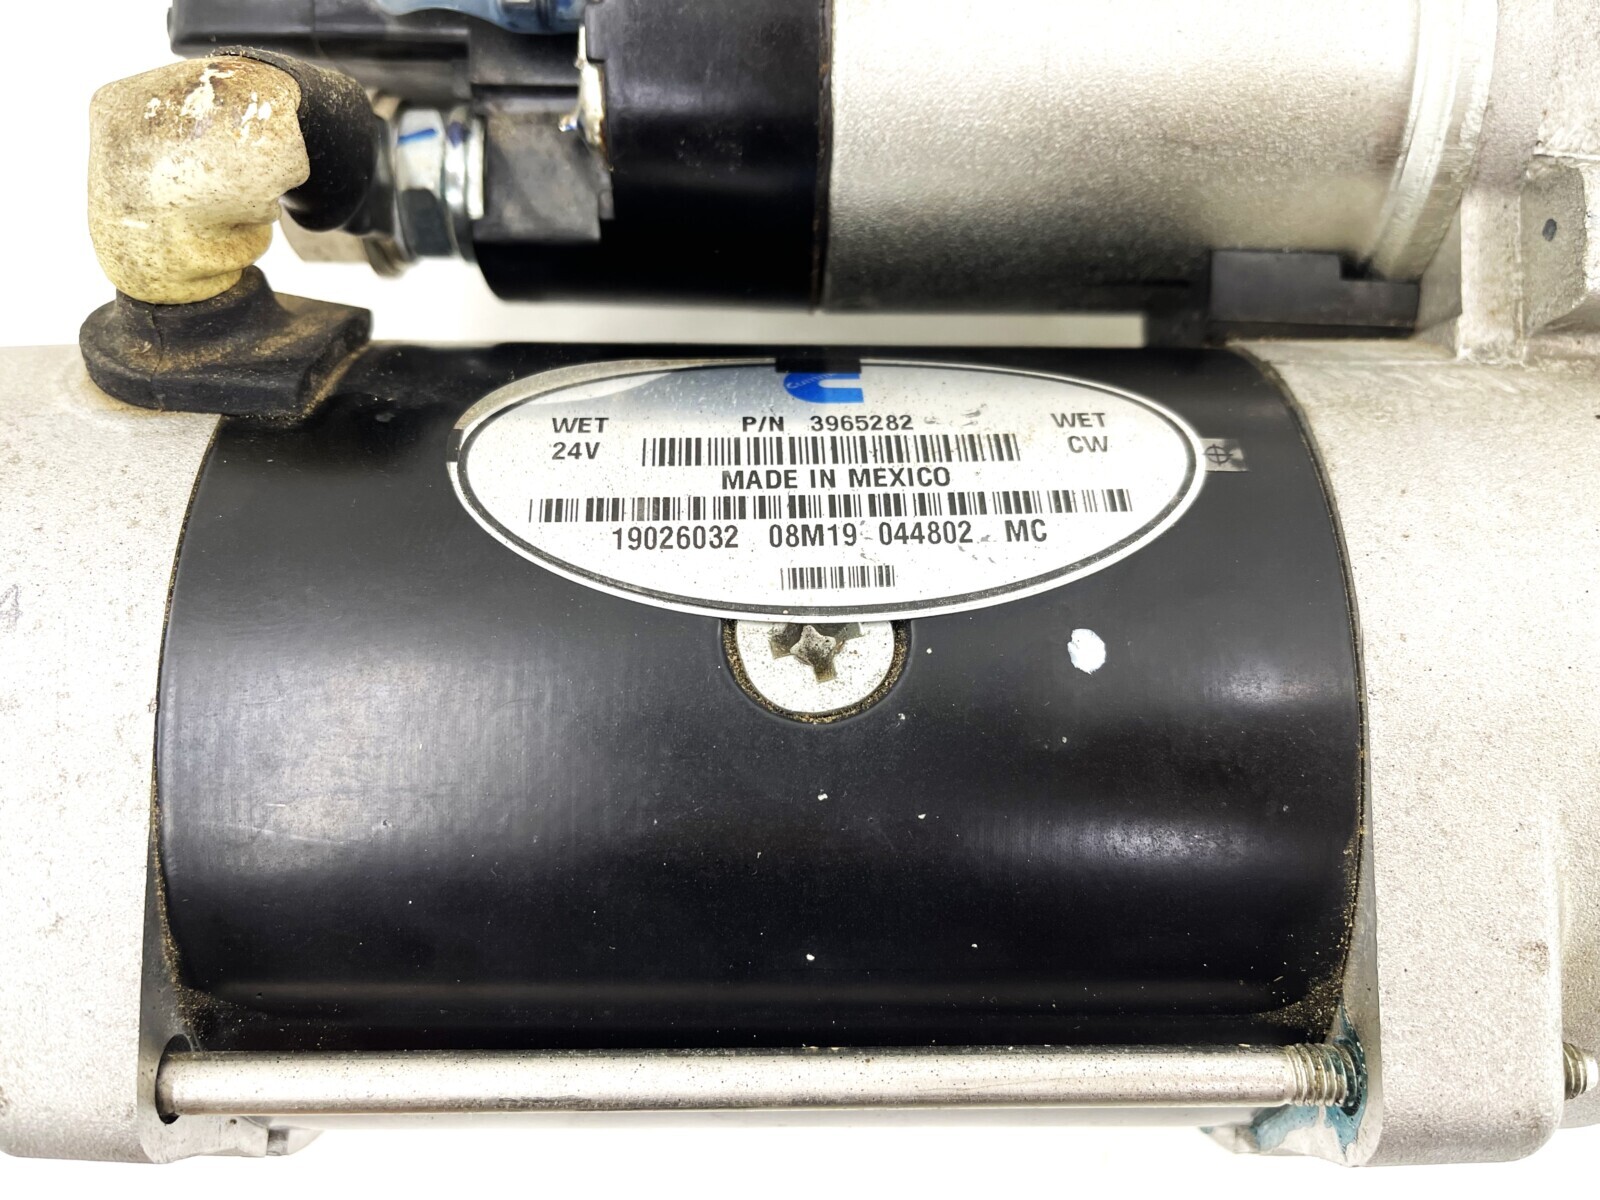 WET P/N 3965282 WET
24V CW
MADE IN MEXICO
19026032 08M19 044802 MC